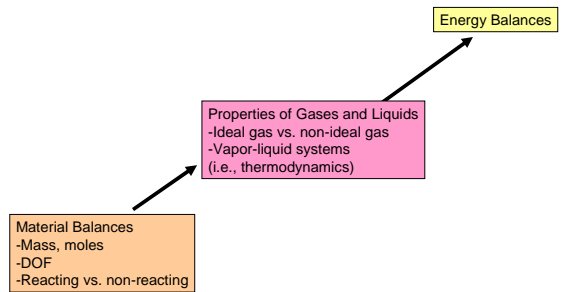 Energy Balances
Properties of Gases and Liquids
-Ideal gas vs. non-ideal gas
-Vapor-liquid systems
(i.e., thermodynamics)
Material Balances
-Mass, moles
-DOF
-Reacting vs. non-reacting